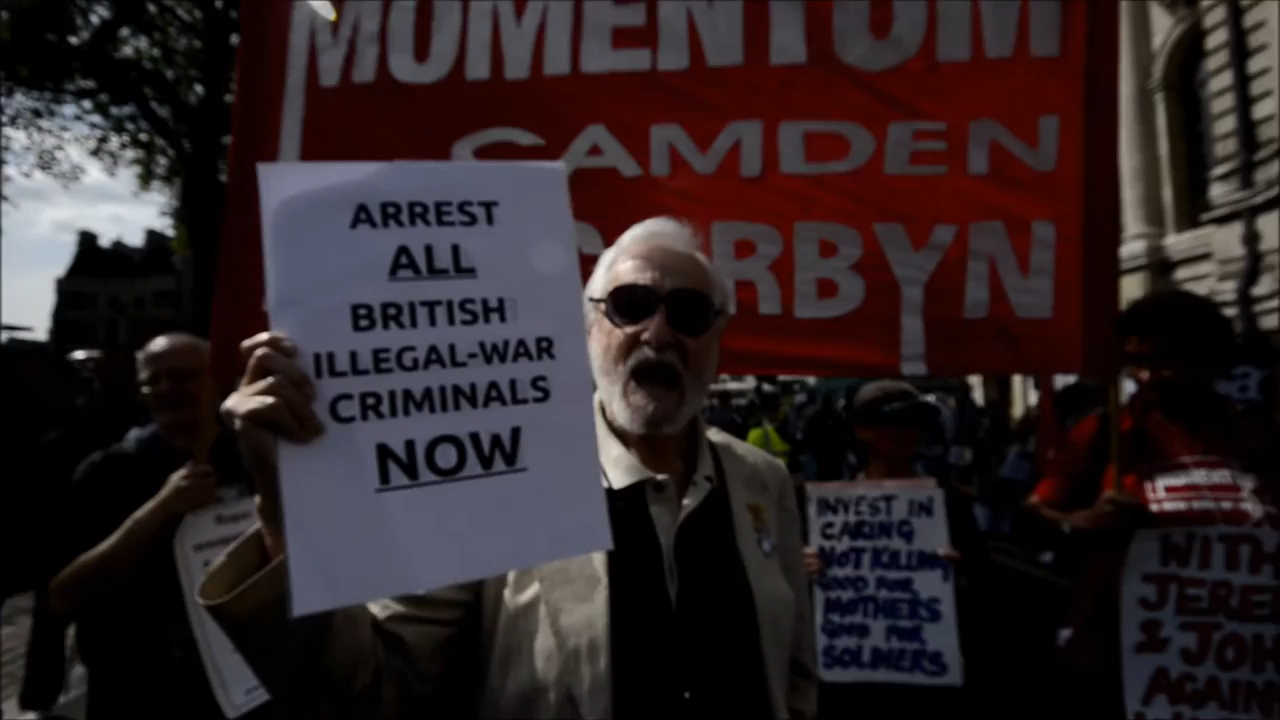 MOMENTUM
CAMDEN
ARREST
ALL
BRITISH
ILLEGAL-WAR
CRIMINALS
NOW
INVEST IN
CARING
NOT KILLING
GOOD FOR
MOTHERS
GOOD FOR
SOLDIERS
WITH
& JOHN